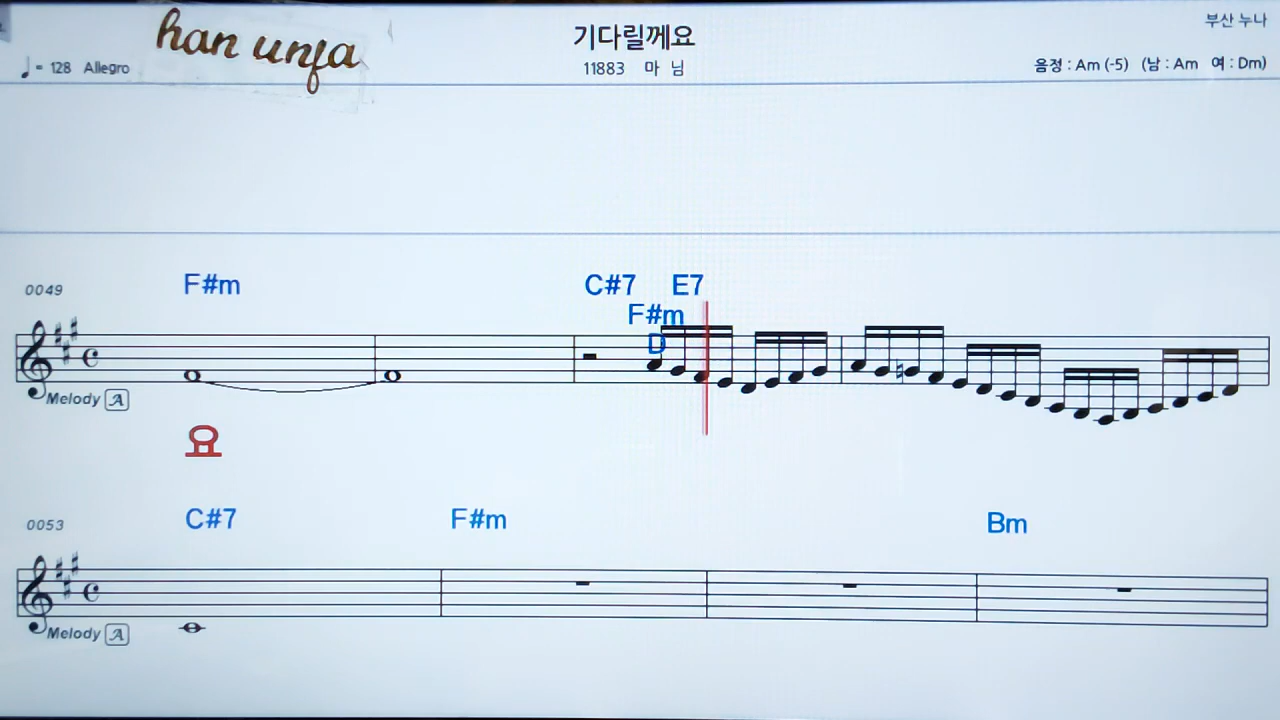 han unja
기다릴께요
부산 누나
♩ = 128 Allegro
11883 마 님
음정 : Am (-5) (남 : Am 여 : Dm)
0049
F#m
C#7 E7
F#m
D
Melody A
요
0053
C#7 F#m Bm
Melody A